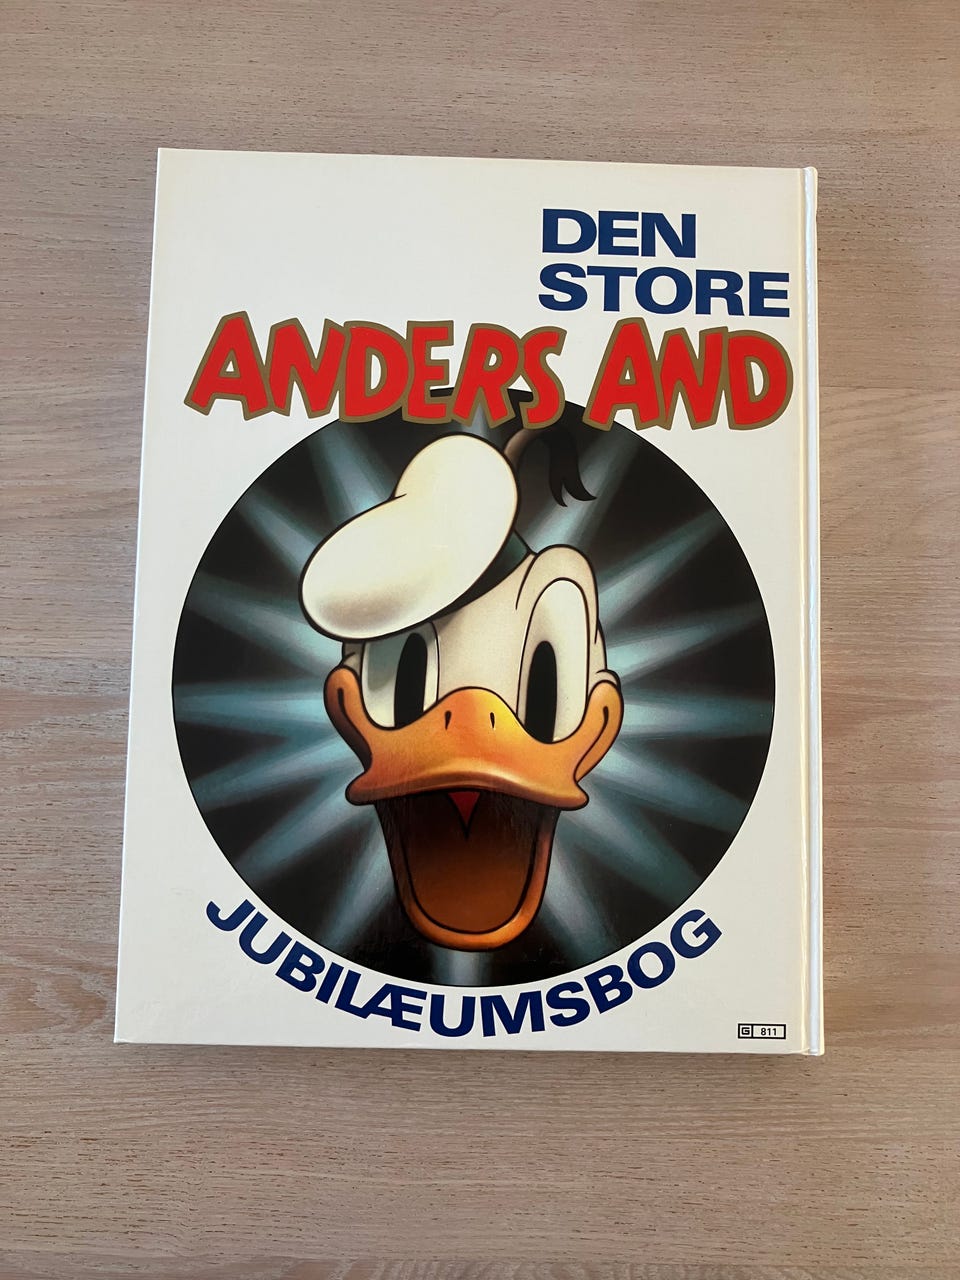 DEN
STORE
ANDERS AND
JUBILÆUMSBOG
G 811